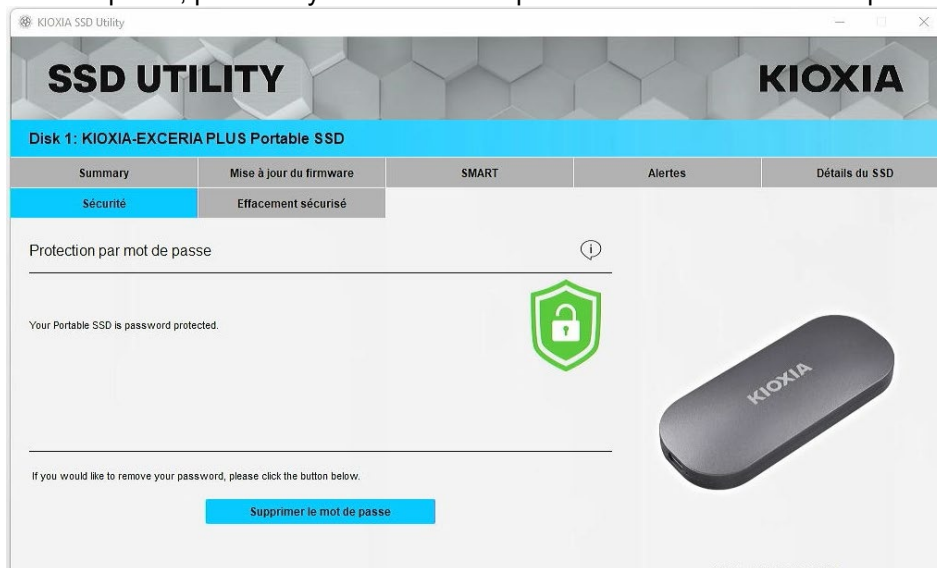 KIOXIA SSD Utility
SSD UTILITY
KIOXIA
Disk 1: KIOXIA-EXCERIA PLUS Portable SSD
Summary
Mise à jour du firmware
SMART
Alertes
Détails du SSD
Sécurité
Effacement sécurisé
Protection par mot de passe
Your Portable SSD is password protected.
KIOXIA
If you would like to remove your password, please click the button below.
Supprimer le mot de passe